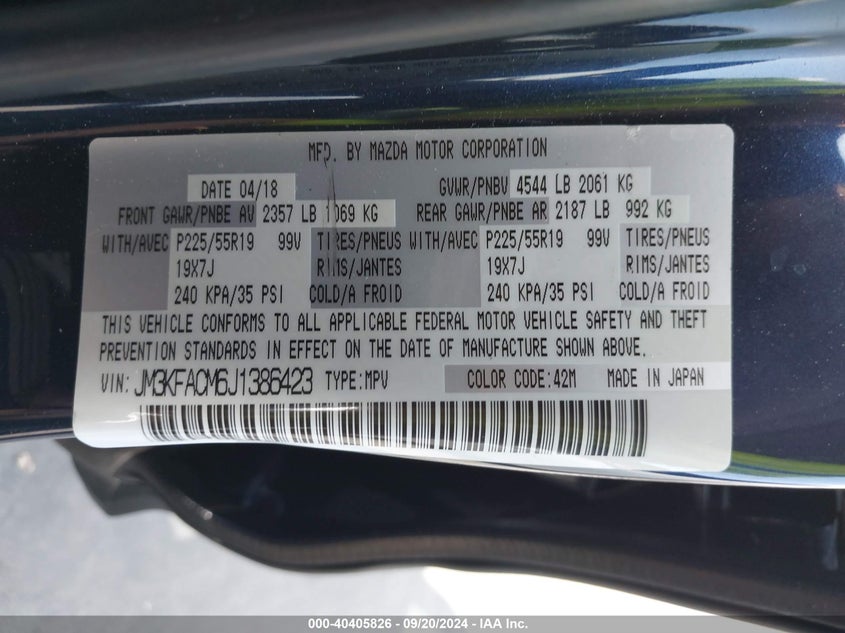 MFD. BY MAZDA MOTOR CORPORATION
DATE 04/18 GVWR/PNBV 4544 LB 2061 KG
FRONT GAWR/PNBE AV 2357 LB 1069 KG REAR GAWR/PNBE AR 2187 LB 992 KG
WITH/AVEC P225/55R19 99V TIRES/PNEUS WITH/AVEC P225/55R19 99V TIRES/PNEUS
19X7J RIMS/JANTES 19X7J RIMS/JANTES
240 KPA/35 PSI COLD/A FROID 240 KPA/35 PSI COLD/A FROID
THIS VEHICLE CONFORMS TO ALL APPLICABLE FEDERAL MOTOR VEHICLE SAFETY AND THEFT
PREVENTION STANDARDS IN EFFECT ON THE DATE OF MANUFACTURE SHOWN ABOVE.
VIN: JM3KFACM6J1386423 TYPE:MPV COLOR CODE:42M MADE IN JAPAN
000-40405826 - 09/20/2024 - IAA Inc.